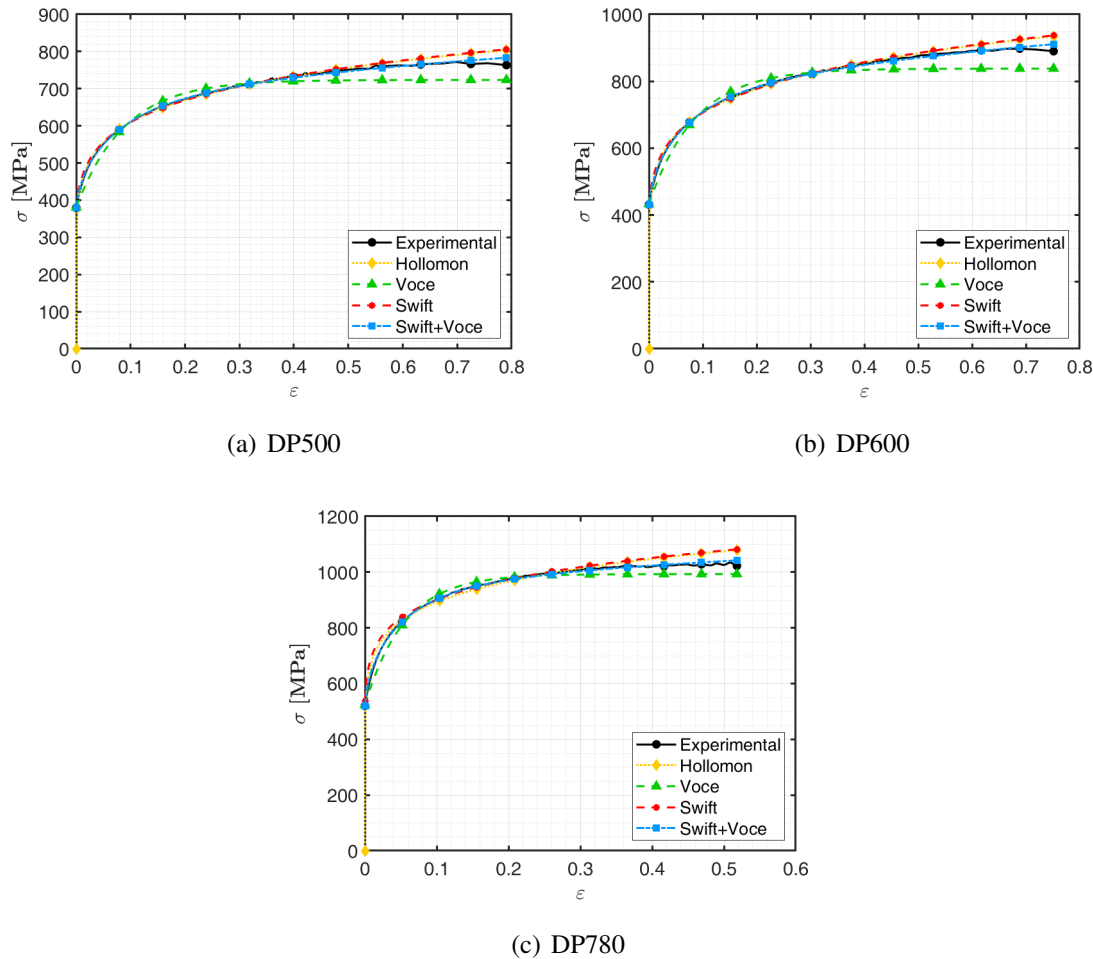 900
800
700
600
500
400
300
200
100
0
σ [MPa]
0 0.1 0.2 0.3 0.4 0.5 0.6 0.7 0.8
ε
Experimental
Hollomon
Voce
Swift
Swift+Voce
(a) DP500
1000
800
600
400
200
0
σ [MPa]
0 0.1 0.2 0.3 0.4 0.5 0.6 0.7 0.8
ε
Experimental
Hollomon
Voce
Swift
Swift+Voce
(b) DP600
1200
1000
800
600
400
200
0
σ [MPa]
0 0.1 0.2 0.3 0.4 0.5 0.6
ε
Experimental
Hollomon
Voce
Swift
Swift+Voce
(c) DP780